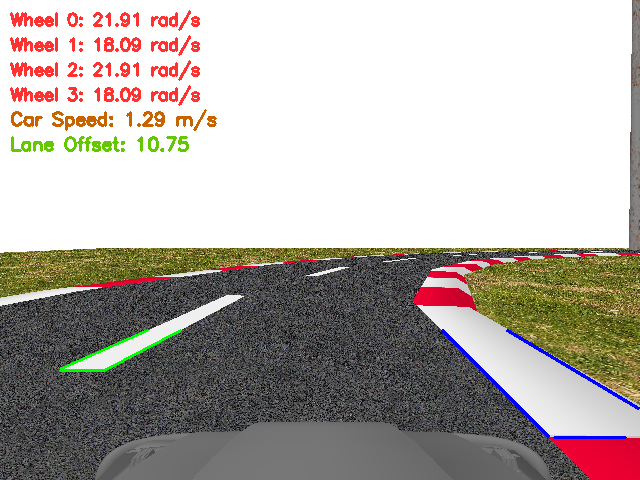 Wheel 0: 21.91 rad/s
Wheel 1: 18.09 rad/s
Wheel 2: 21.91 rad/s
Wheel 3: 18.09 rad/s
Car Speed: 1.29 m/s
Lane Offset: 10.75